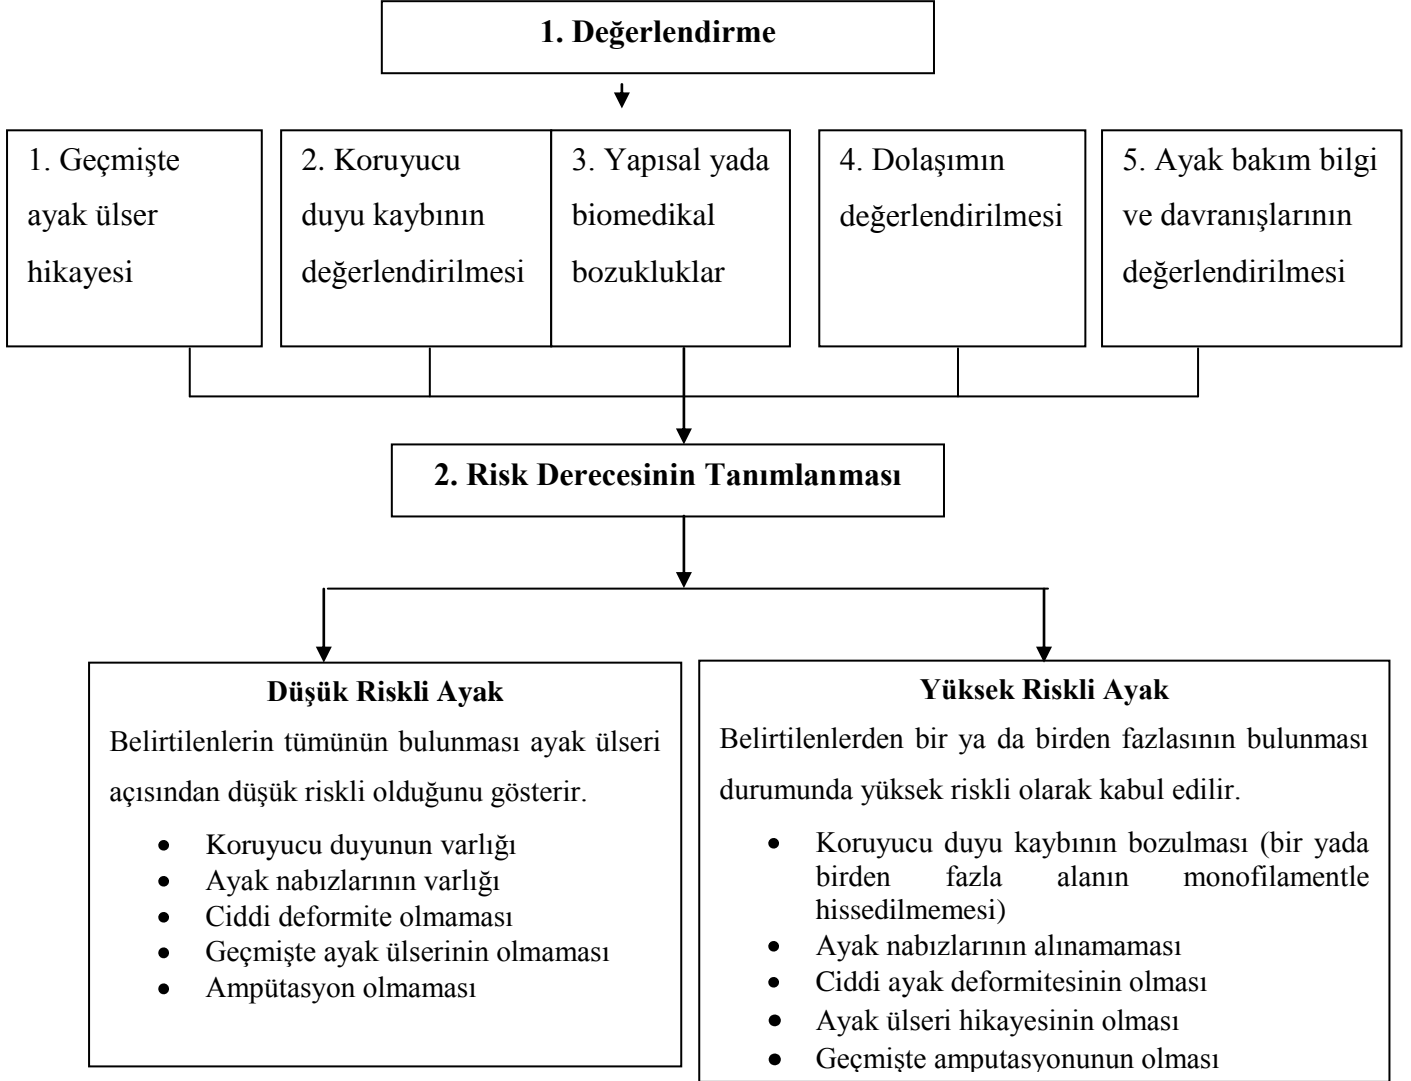 1. Değerlendirme
1. Geçmişte
ayak ülser
hikayesi
2. Koruyucu
duyu kaybının
değerlendirilmesi
3. Yapısal yada
biomedikal
bozukluklar
4. Dolaşımın
değerlendirilmesi
5. Ayak bakım bilgi
ve davranışlarının
değerlendirilmesi
2. Risk Derecesinin Tanımlanması
Düşük Riskli Ayak
Belirtilenlerin tümünün bulunması ayak ülseri
açısından düşük riskli olduğunu gösterir.
• Koruyucu duyunun varlığı
• Ayak nabızlarının varlığı
• Ciddi deformite olmaması
• Geçmişte ayak ülserinin olmaması
• Ampütasyon olmaması
Yüksek Riskli Ayak
Belirtilenlerden bir ya da birden fazlasının bulunması
durumunda yüksek riskli olarak kabul edilir.
• Koruyucu duyu kaybının bozulması (bir yada
birden fazla alanın monofilamentle
hissedilmemesi)
• Ayak nabızlarının alınamaması
• Ciddi ayak deformitesinin olması
• Ayak ülseri hikayesinin olması
• Geçmişte amputasyonunun olması